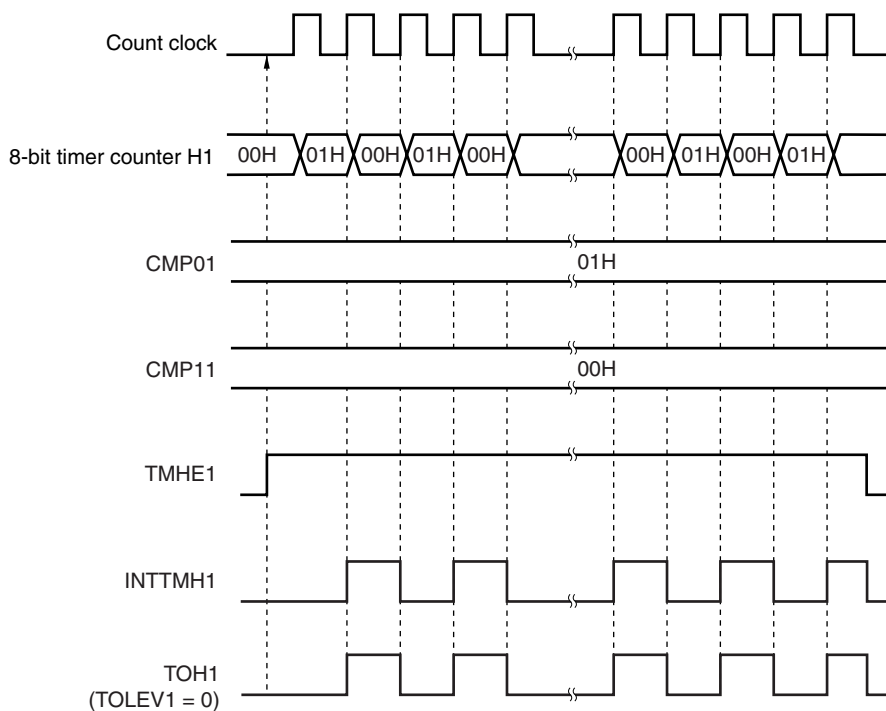 Count clock
8-bit timer counter H1
00H 01H 00H 01H 00H 00H 01H 00H 01H
CMP01
01H
CMP11
00H
TMHE1
INTTMH1
TOH1
(TOLEV1 = 0)